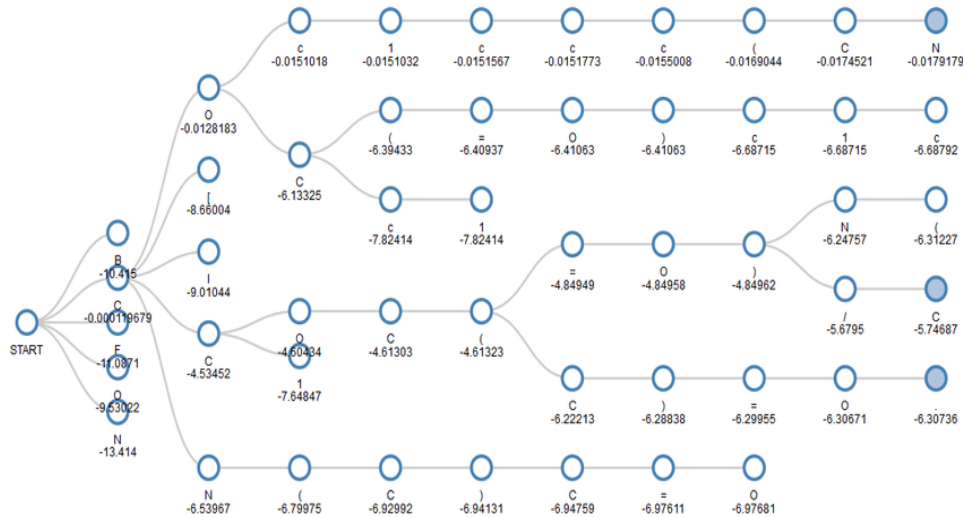 c 1 c c c ( C N
-0.0151018 -0.0151032 -0.0151567 -0.0151773 -0.0155008 -0.0169044 -0.0174521 -0.0179179
O
-0.0128183
( = O ) c 1 c
-6.39433 -6.40937 -6.41063 -6.41063 -6.68715 -6.68715 -6.68792
C
-6.13325
[
-8.66004
c 1
-7.82414 -7.82414
N (
-6.24757 -6.31227
B
-10.415
I
-9.01044
= O )
-4.84949 -4.84958 -4.84962
C
-0.000119679
/ C
-5.6795 -5.74687
START
F
-11.0871
C
-4.53452
O C (
-4.60434 -4.61303 -4.61323
1
-7.64847
O
-9.53022
C ) = O .
-6.22213 -6.28838 -6.29955 -6.30671 -6.30736
N
-13.414
N ( C ) C = O
-6.53967 -6.79975 -6.92992 -6.94131 -6.94759 -6.97611 -6.97681